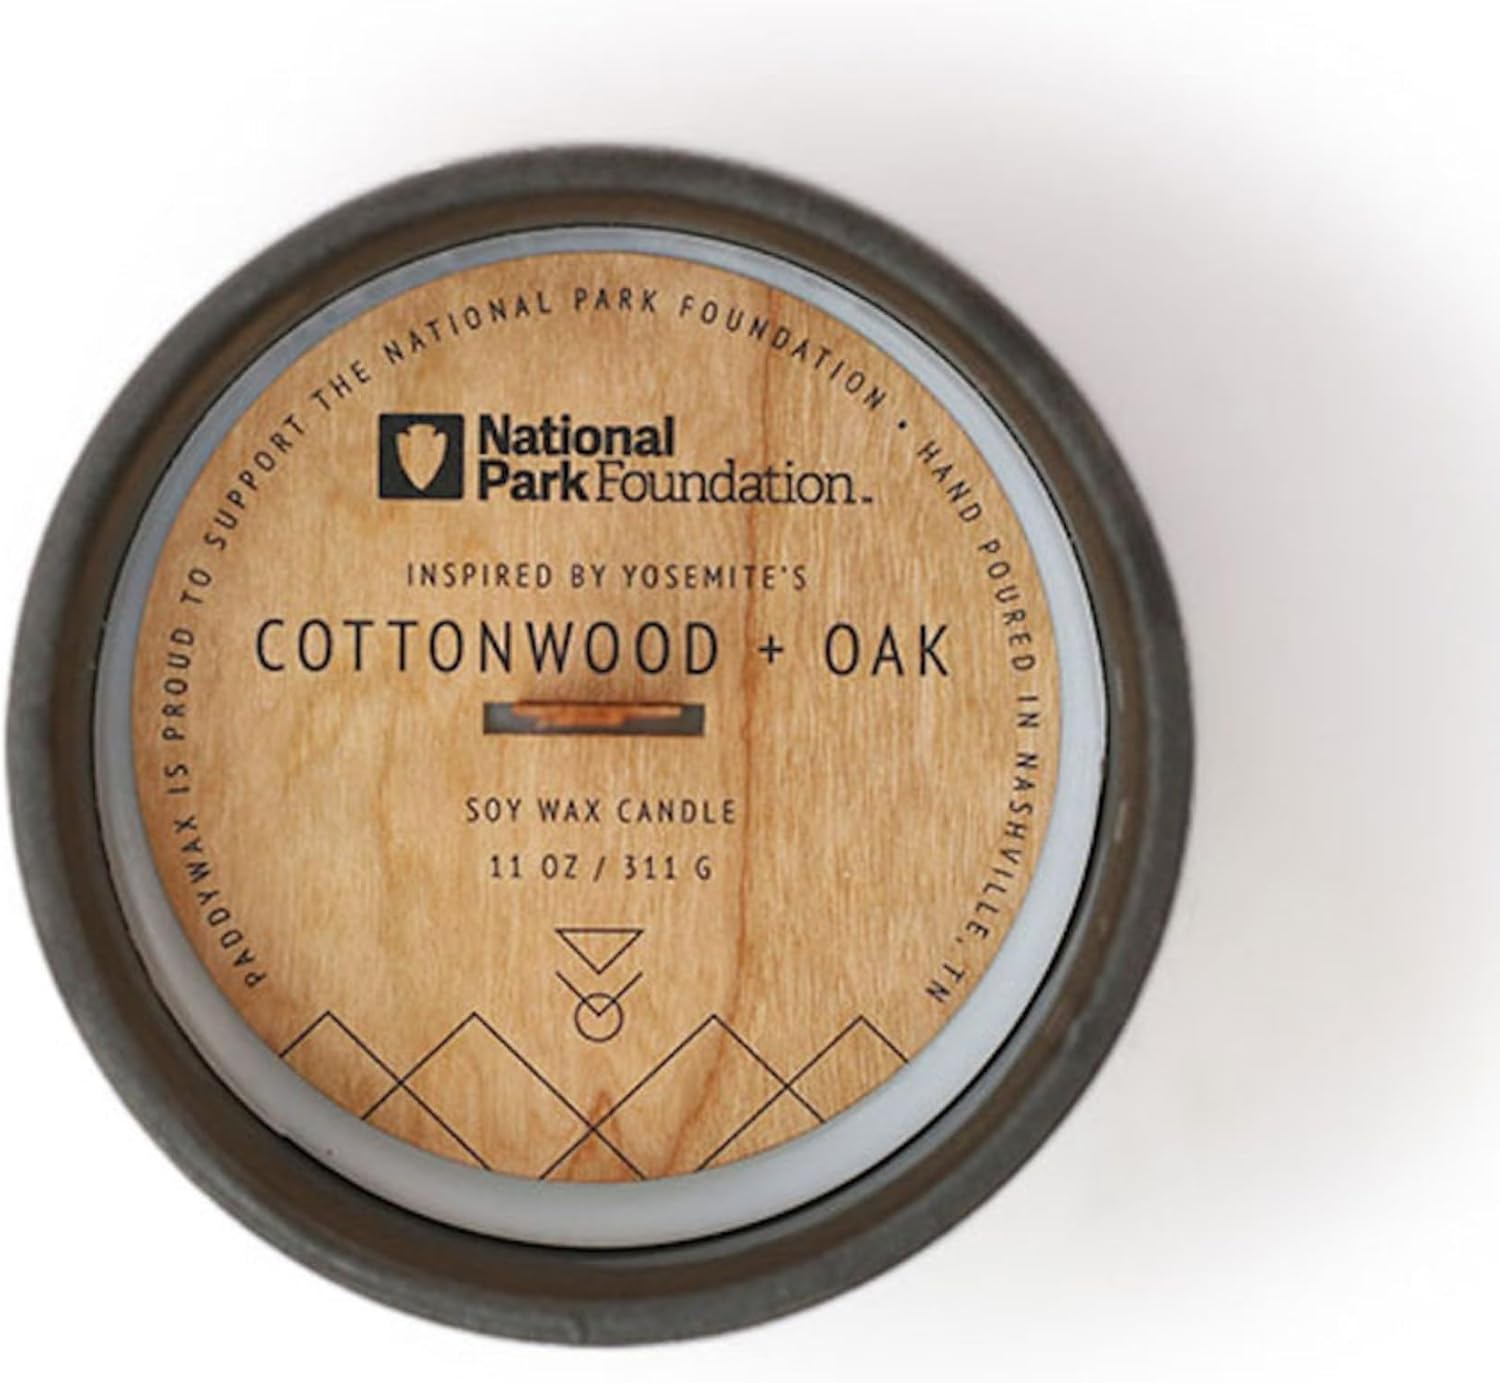 PADDYWAX IS PROUD TO SUPPORT THE NATIONAL PARK FOUNDATION • HAND POURED IN NASHVILLE, TN
National
Park Foundation™
INSPIRED BY YOSEMITE'S
COTTONWOOD + OAK
SOY WAX CANDLE
11 OZ / 311 G